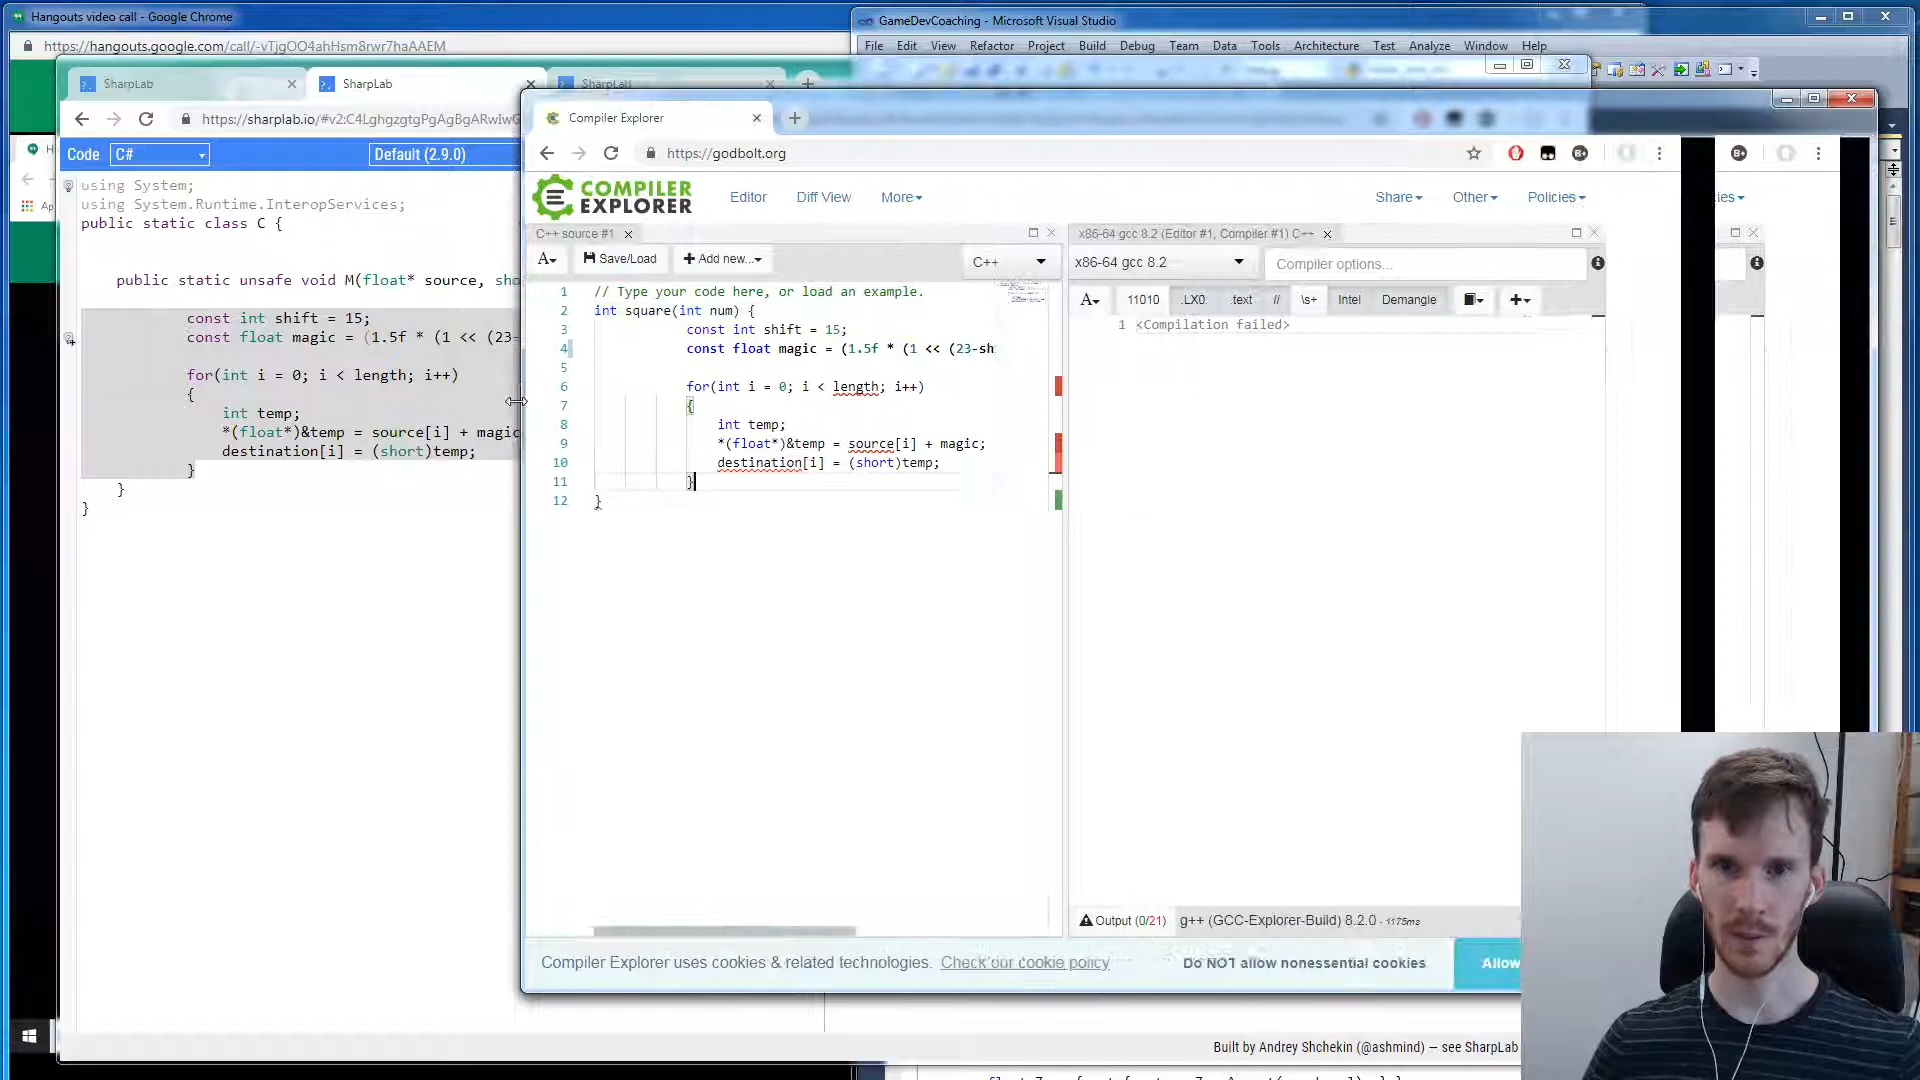 Hangouts video call - Google Chrome
https://hangouts.google.com/call/-vTjgOO4ahHsm8rwr7haAAEM
GameDevCoaching - Microsoft Visual Studio
File Edit View Refactor Project Build Debug Team Data Tools Architecture Test Analyze Window Help
SharpLab
SharpLab
SharpLab
https://sharplab.io/#v2:C4LghgzgtgPgAgBgARwIwG
Code C# Default (2.9.0)
using System;
using System.Runtime.InteropServices;
public static class C {
public static unsafe void M(float* source, sho
const int shift = 15;
const float magic = (1.5f * (1 << (23-
for(int i = 0; i < length; i++)
{
int temp;
*(float*)&temp = source[i] + magic
destination[i] = (short)temp;
}
}
}
Compiler Explorer
https://godbolt.org
COMPILER EXPLORER
Editor Diff View More Share Other Policies
C++ source #1
A Save/Load Add new... C++
1 // Type your code here, or load an example.
2 int square(int num) {
3 const int shift = 15;
4 const float magic = (1.5f * (1 << (23-sh
5
6 for(int i = 0; i < length; i++)
7 {
8 int temp;
9 *(float*)&temp = source[i] + magic;
10 destination[i] = (short)temp;
11 }
12 }
x86-64 gcc 8.2 (Editor #1, Compiler #1) C++
x86-64 gcc 8.2 Compiler options...
A 11010 .LX0: .text // \s+ Intel Demangle
1 <Compilation failed>
Output (0/21) g++ (GCC-Explorer-Build) 8.2.0 - 1175ms
Compiler Explorer uses cookies & related technologies. Check our cookie policy
Do NOT allow nonessential cookies
Allow
Built by Andrey Shchekin (@ashmind) — see SharpLab